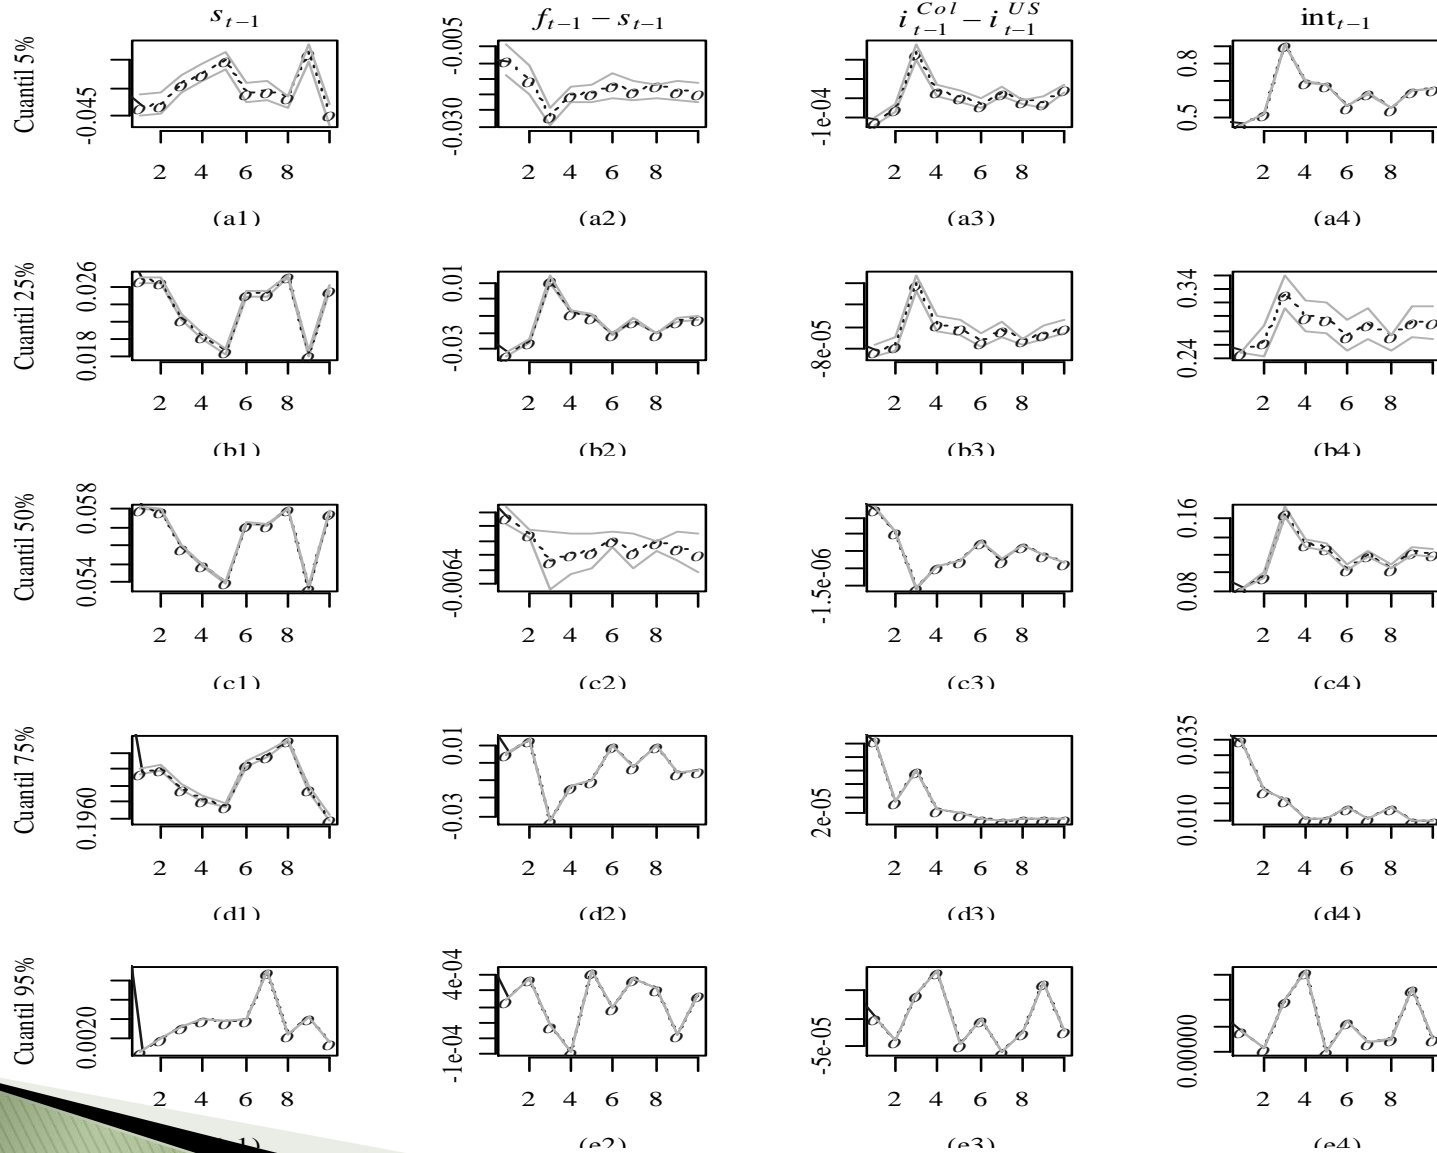 s t−1 f t−1 − s t−1 i t−1 Col − i t−1 US int t−1
Cuantil 5%
-0.045
2 4 6 8
(a1)
-0.030 -0.005
2 4 6 8
(a2)
-1e-04
2 4 6 8
(a3)
0.5 0.8
2 4 6 8
(a4)
Cuantil 25%
0.018 0.026
2 4 6 8
(b1)
-0.03 0.01
2 4 6 8
(b2)
-8e-05
2 4 6 8
(b3)
0.24 0.34
2 4 6 8
(b4)
Cuantil 50%
0.054 0.058
2 4 6 8
(c1)
-0.0064
2 4 6 8
(c2)
-1.5e-06
2 4 6 8
(c3)
0.08 0.16
2 4 6 8
(c4)
Cuantil 75%
0.1960
2 4 6 8
(d1)
-0.03 0.01
2 4 6 8
(d2)
2e-05
2 4 6 8
(d3)
0.010 0.035
2 4 6 8
(d4)
Cuantil 95%
0.0020
2 4 6 8
1)
-1e-04 4e-04
2 4 6 8
(e2)
-5e-05
2 4 6 8
(e3)
0.00000
2 4 6 8
(e4)